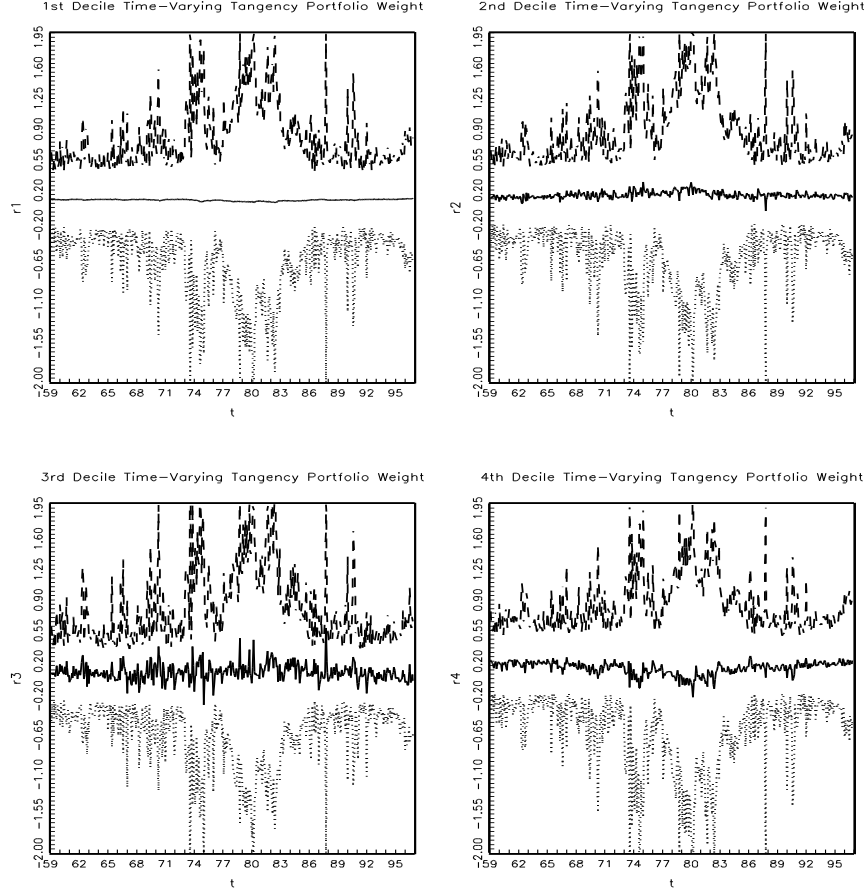 1st Decile Time-Varying Tangency Portfolio Weight
r1
1.95
1.60
1.25
0.90
0.55
0.20
-0.20
-0.65
-1.10
-1.55
-2.00
59 62 65 68 71 74 77 80 83 86 89 92 95
t
2nd Decile Time-Varying Tangency Portfolio Weight
r2
1.95
1.60
1.25
0.90
0.55
0.20
-0.20
-0.65
-1.10
-1.55
-2.00
59 62 65 68 71 74 77 80 83 86 89 92 95
t
3rd Decile Time-Varying Tangency Portfolio Weight
r3
1.95
1.60
1.25
0.90
0.55
0.20
-0.20
-0.65
-1.10
-1.55
-2.00
59 62 65 68 71 74 77 80 83 86 89 92 95
t
4th Decile Time-Varying Tangency Portfolio Weight
r4
1.95
1.60
1.25
0.90
0.55
0.20
-0.20
-0.65
-1.10
-1.55
-2.00
59 62 65 68 71 74 77 80 83 86 89 92 95
t